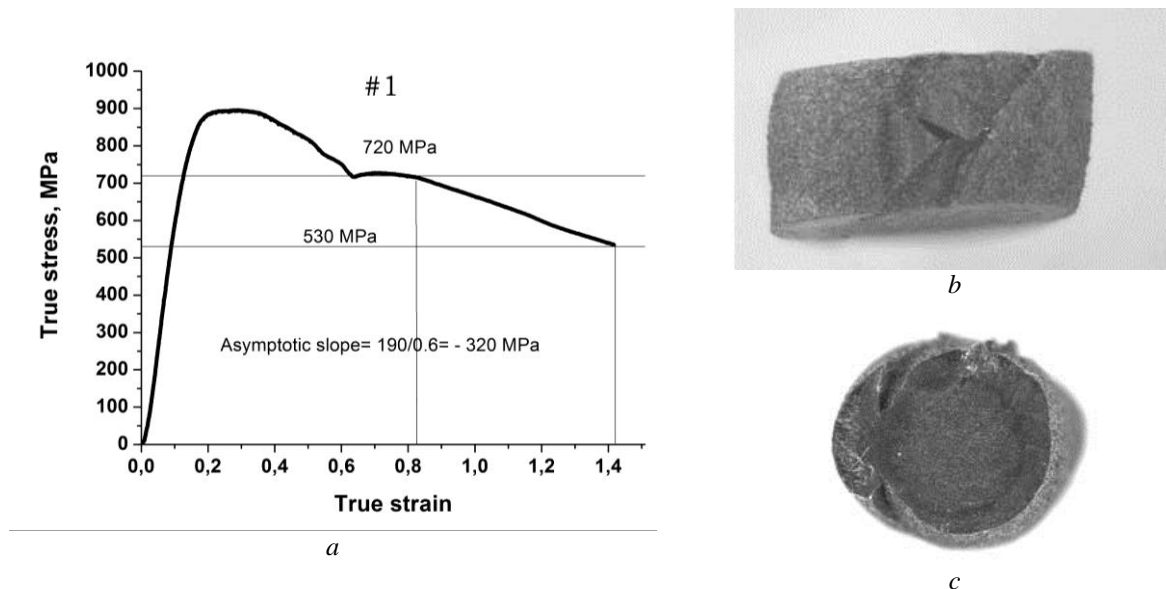 #1
True stress, MPa
1000
900
800
700
600
500
400
300
200
100
0
720 MPa
530 MPa
Asymptotic slope= 190/0.6= - 320 MPa
0,0 0,2 0,4 0,6 0,8 1,0 1,2 1,4
True strain
a
b
c